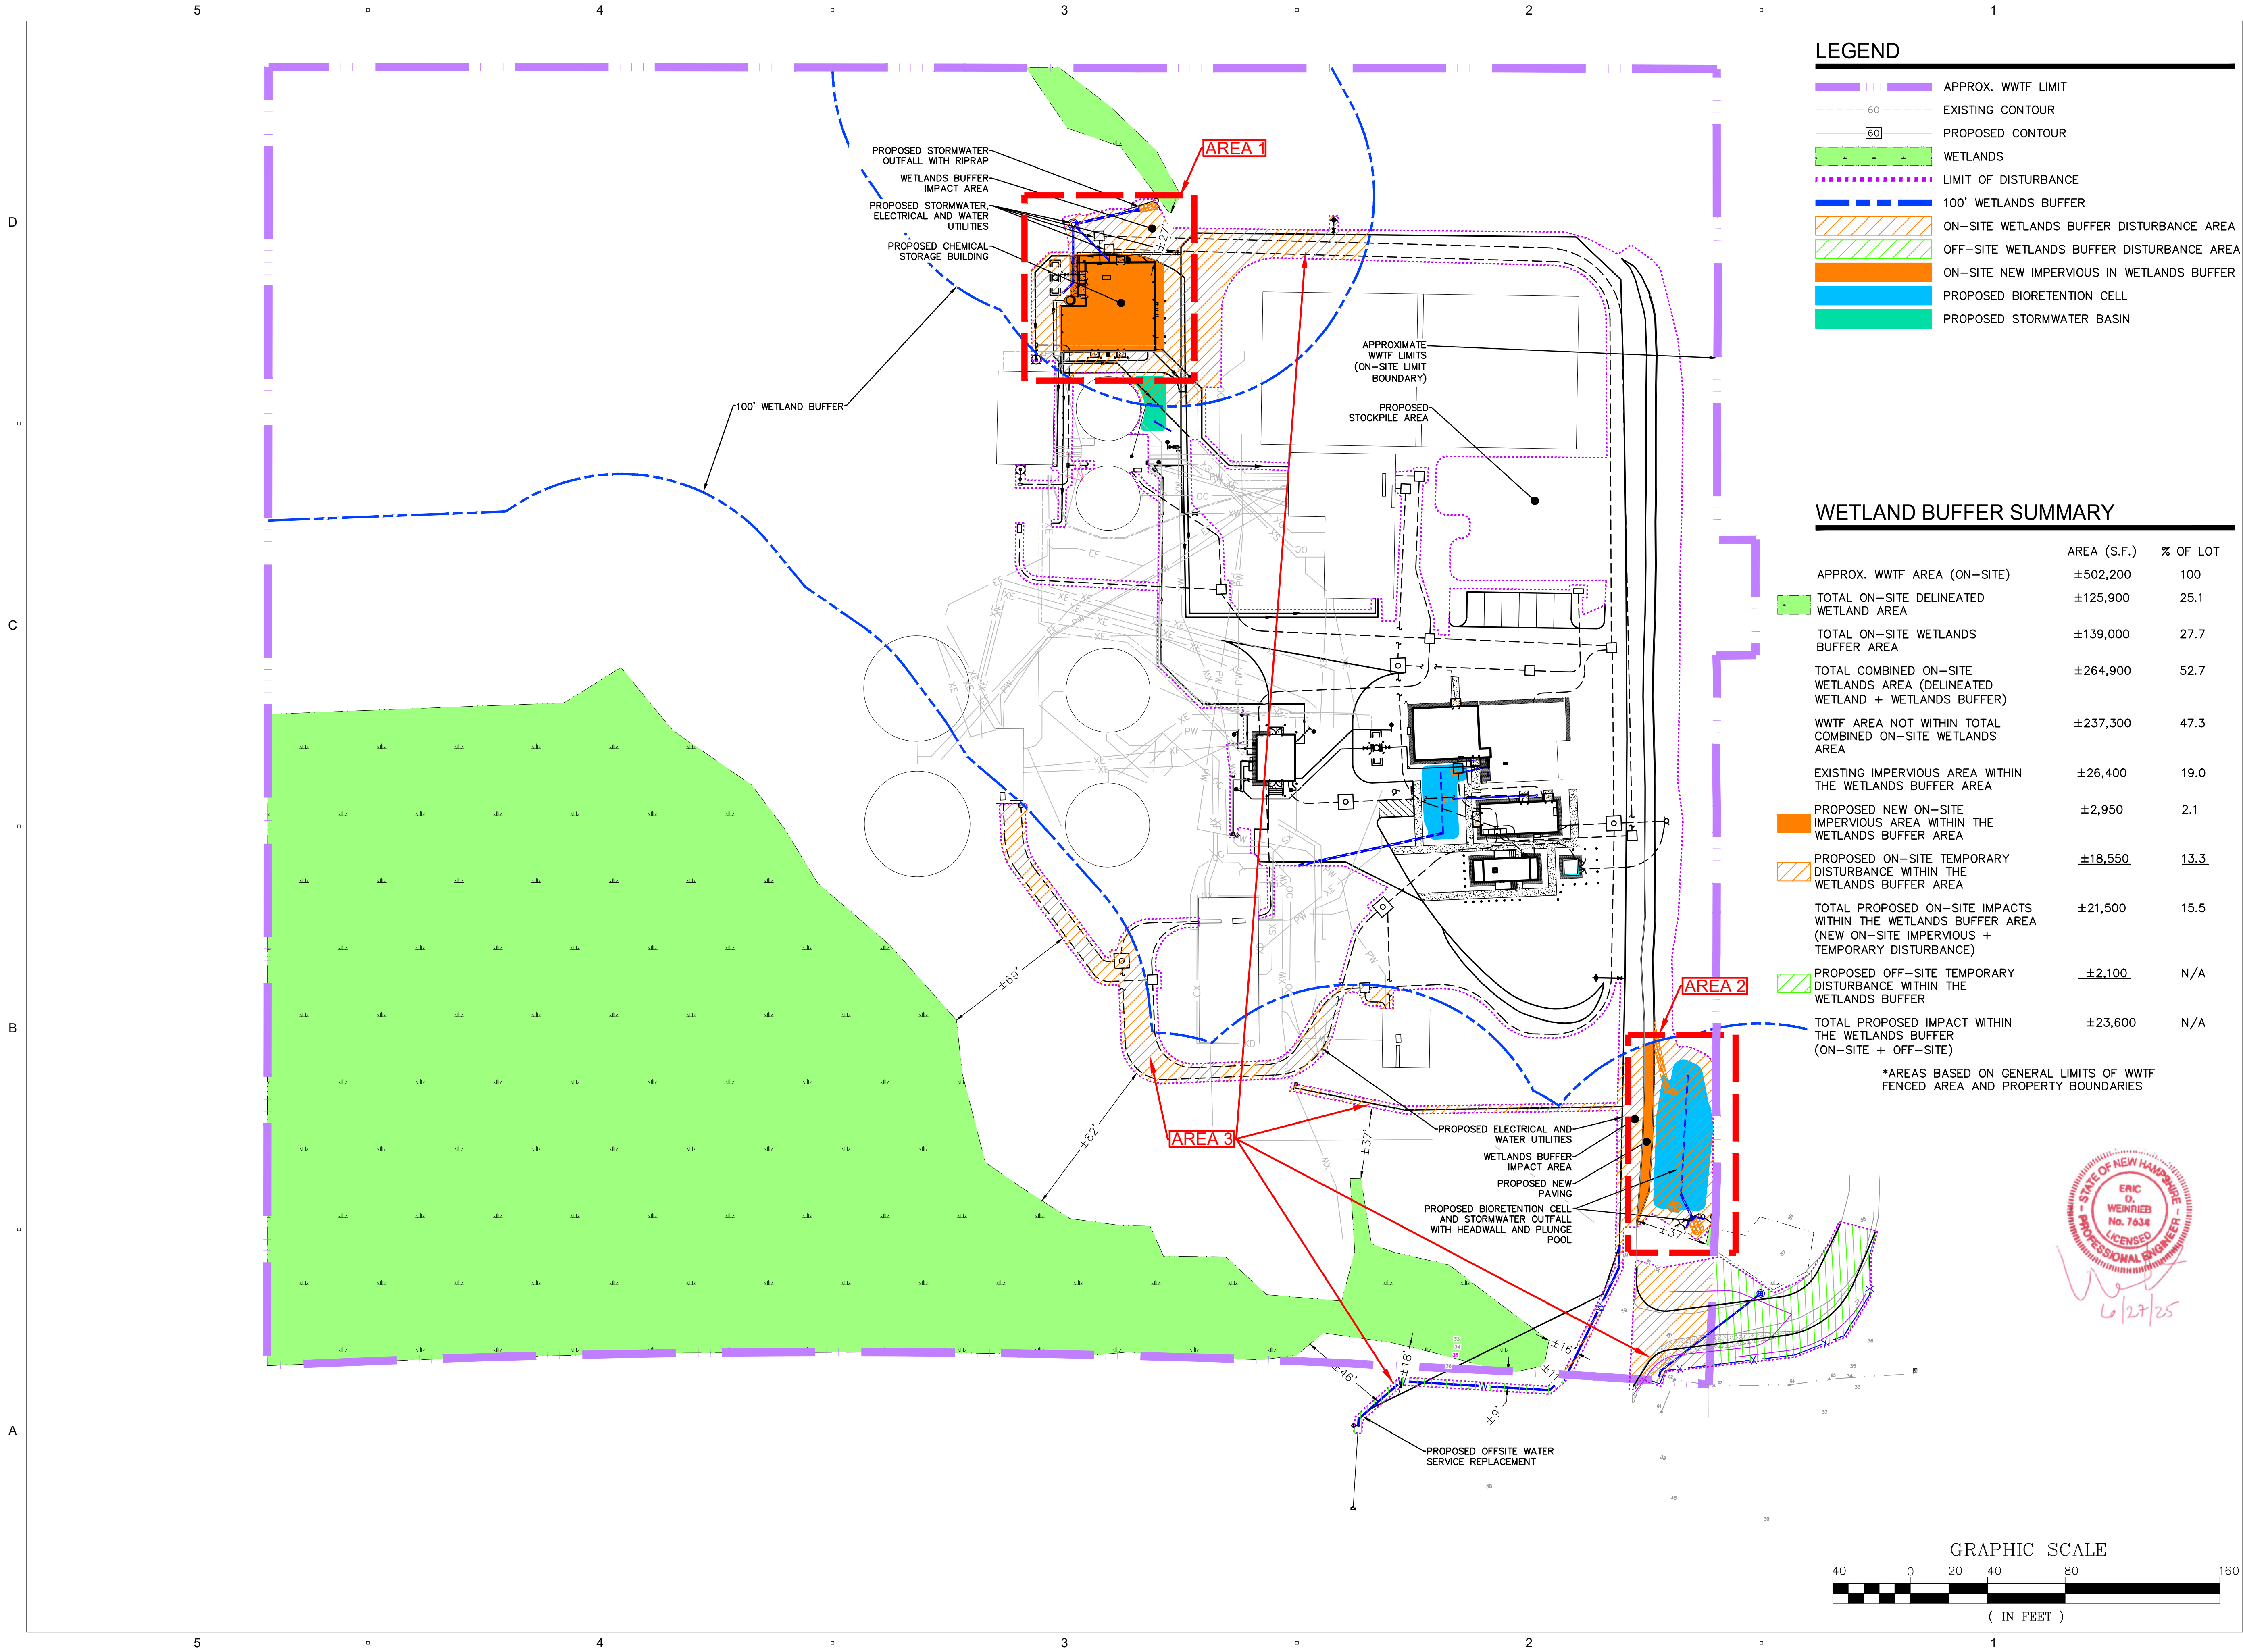 5 4 3 2 1
LEGEND
APPROX. WWTF LIMIT
60 EXISTING CONTOUR
60 PROPOSED CONTOUR
WETLANDS
LIMIT OF DISTURBANCE
100' WETLANDS BUFFER
ON-SITE WETLANDS BUFFER DISTURBANCE AREA
OFF-SITE WETLANDS BUFFER DISTURBANCE AREA
ON-SITE NEW IMPERVIOUS IN WETLANDS BUFFER
PROPOSED BIORETENTION CELL
PROPOSED STORMWATER BASIN
D
C
B
A
PROPOSED STORMWATER
OUTFALL WITH RIPRAP
WETLANDS BUFFER
IMPACT AREA
PROPOSED STORMWATER,
ELECTRICAL AND WATER
UTILITIES
PROPOSED CHEMICAL
STORAGE BUILDING
AREA 1
±27'
100' WETLAND BUFFER
APPROXIMATE
WWTF LIMITS
(ON-SITE LIMIT
BOUNDARY)
PROPOSED
STOCKPILE AREA
WETLAND BUFFER SUMMARY
AREA (S.F.) % OF LOT
APPROX. WWTF AREA (ON-SITE) ±502,200 100
TOTAL ON-SITE DELINEATED ±125,900 25.1
WETLAND AREA
TOTAL ON-SITE WETLANDS ±139,000 27.7
BUFFER AREA
TOTAL COMBINED ON-SITE ±264,900 52.7
WETLANDS AREA (DELINEATED
WETLAND + WETLANDS BUFFER)
WWTF AREA NOT WITHIN TOTAL ±237,300 47.3
COMBINED ON-SITE WETLANDS
AREA
EXISTING IMPERVIOUS AREA WITHIN ±26,400 19.0
THE WETLANDS BUFFER AREA
PROPOSED NEW ON-SITE ±2,950 2.1
IMPERVIOUS AREA WITHIN THE
WETLANDS BUFFER AREA
PROPOSED ON-SITE TEMPORARY ±18,550 13.3
DISTURBANCE WITHIN THE
WETLANDS BUFFER AREA
TOTAL PROPOSED ON-SITE IMPACTS ±21,500 15.5
WITHIN THE WETLANDS BUFFER AREA
(NEW ON-SITE IMPERVIOUS +
TEMPORARY DISTURBANCE)
PROPOSED OFF-SITE TEMPORARY ±2,100 N/A
DISTURBANCE WITHIN THE
WETLANDS BUFFER
TOTAL PROPOSED IMPACT WITHIN ±23,600 N/A
THE WETLANDS BUFFER
(ON-SITE + OFF-SITE)
*AREAS BASED ON GENERAL LIMITS OF WWTF
FENCED AREA AND PROPERTY BOUNDARIES
AREA 2
±69'
±82'
AREA 3
±37'
PROPOSED ELECTRICAL AND
WATER UTILITIES
WETLANDS BUFFER
IMPACT AREA
PROPOSED NEW
PAVING
PROPOSED BIORETENTION CELL
AND STORMWATER OUTFALL
WITH HEADWALL AND PLUNGE
POOL
±37'
±46'
±18'
±16'
±9'
PROPOSED OFFSITE WATER
SERVICE REPLACEMENT
STATE OF NEW HAMPSHIRE
ERIC
D.
WEINRIEB
No. 7634
LICENSED
PROFESSIONAL ENGINEER
6/27/25
GRAPHIC SCALE
40 0 20 40 80 160
( IN FEET )
5 4 3 2 1